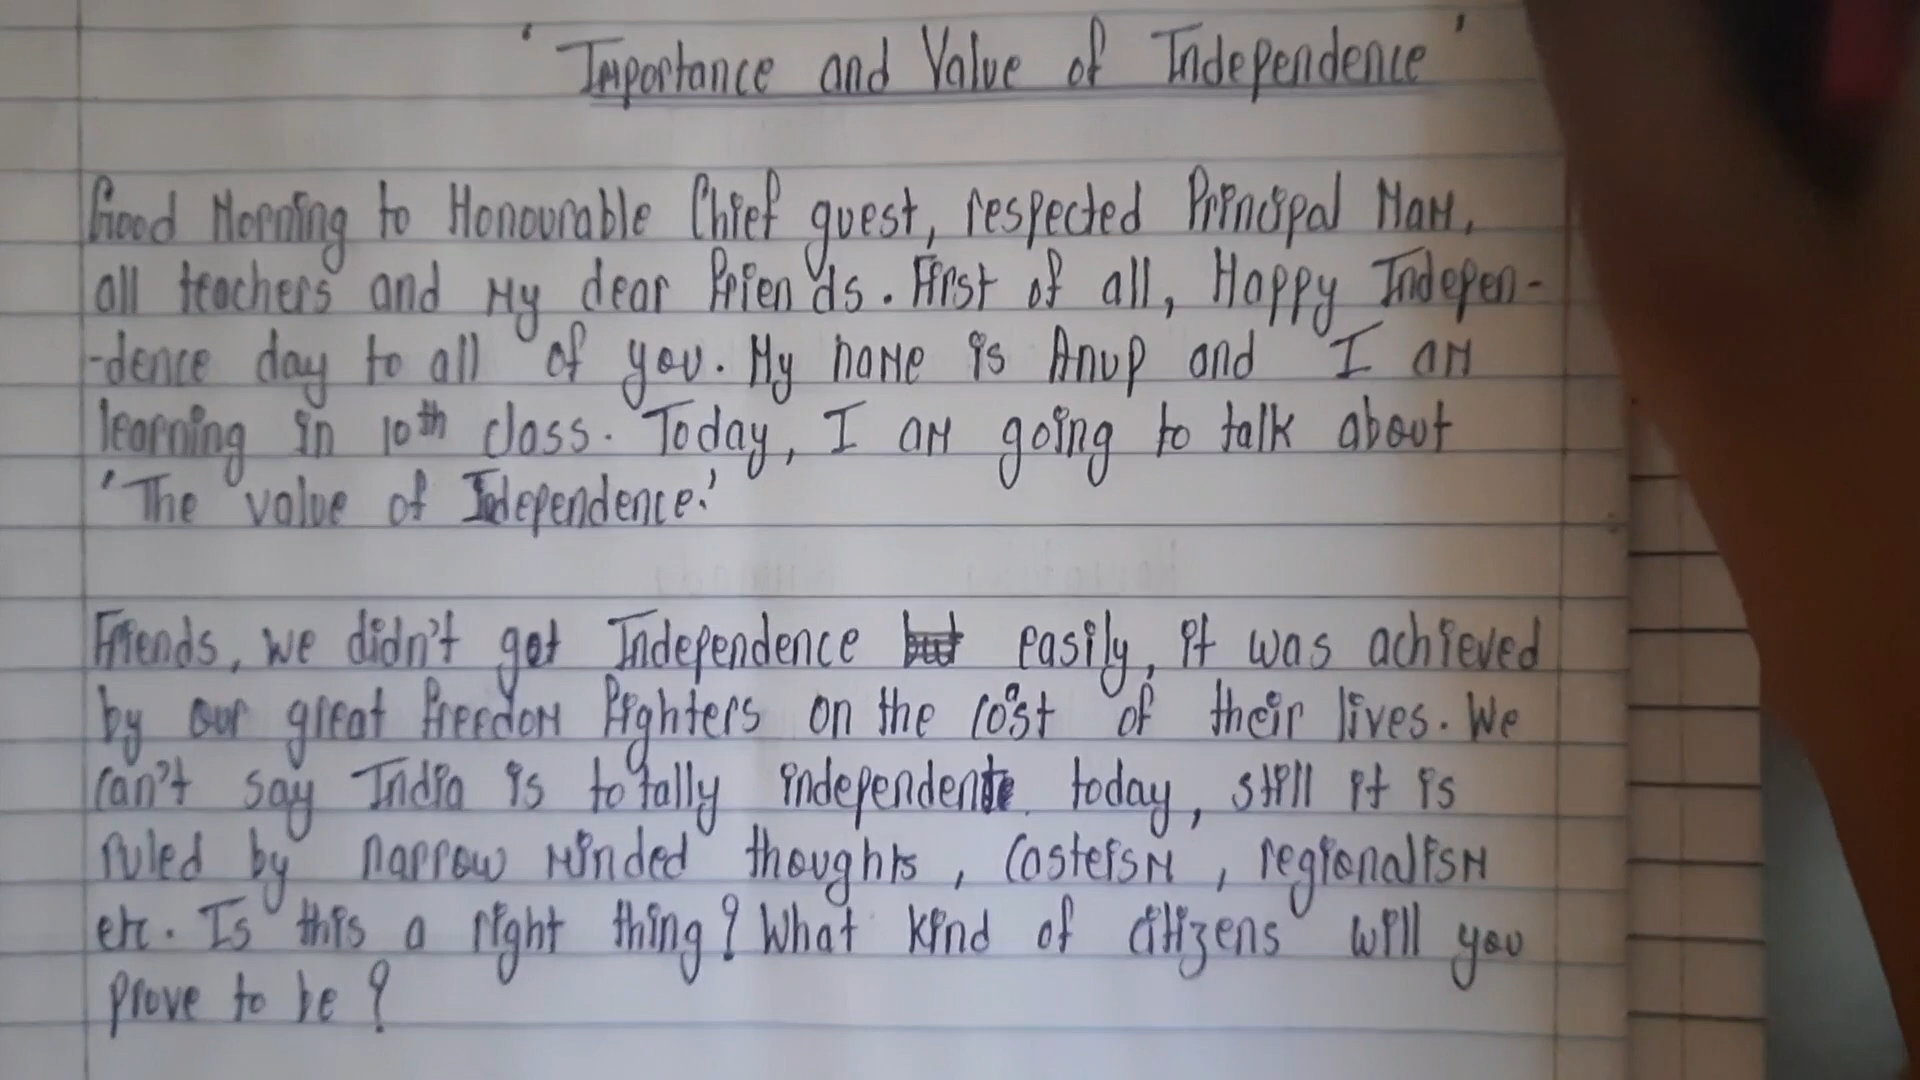 'Importance and Value of Independence'
Good Morning to Honourable Chief guest, respected Principal Mam,
all teachers and my dear friends. First of all, Happy Indepen-
-dence day to all of you. My name is Anup and I am
learning in 10th class. Today, I am going to talk about
'The value of Independence.'
Friends, we didn't get Independence easily, it was achieved
by our great freedom fighters on the cost of their lives. We
can't say India is totally independent today, still it is
ruled by narrow minded thoughts, casteism, regionalism
etc. Is this a right thing? What kind of citizens will you
prove to be?